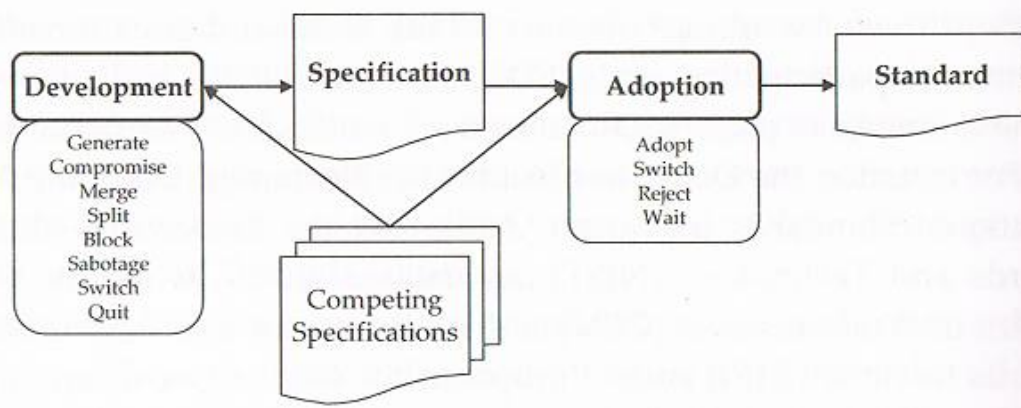 Development
Generate
Compromise
Merge
Split
Block
Sabotage
Switch
Quit
Specification
Competing
Specifications
Adoption
Adopt
Switch
Reject
Wait
Standard